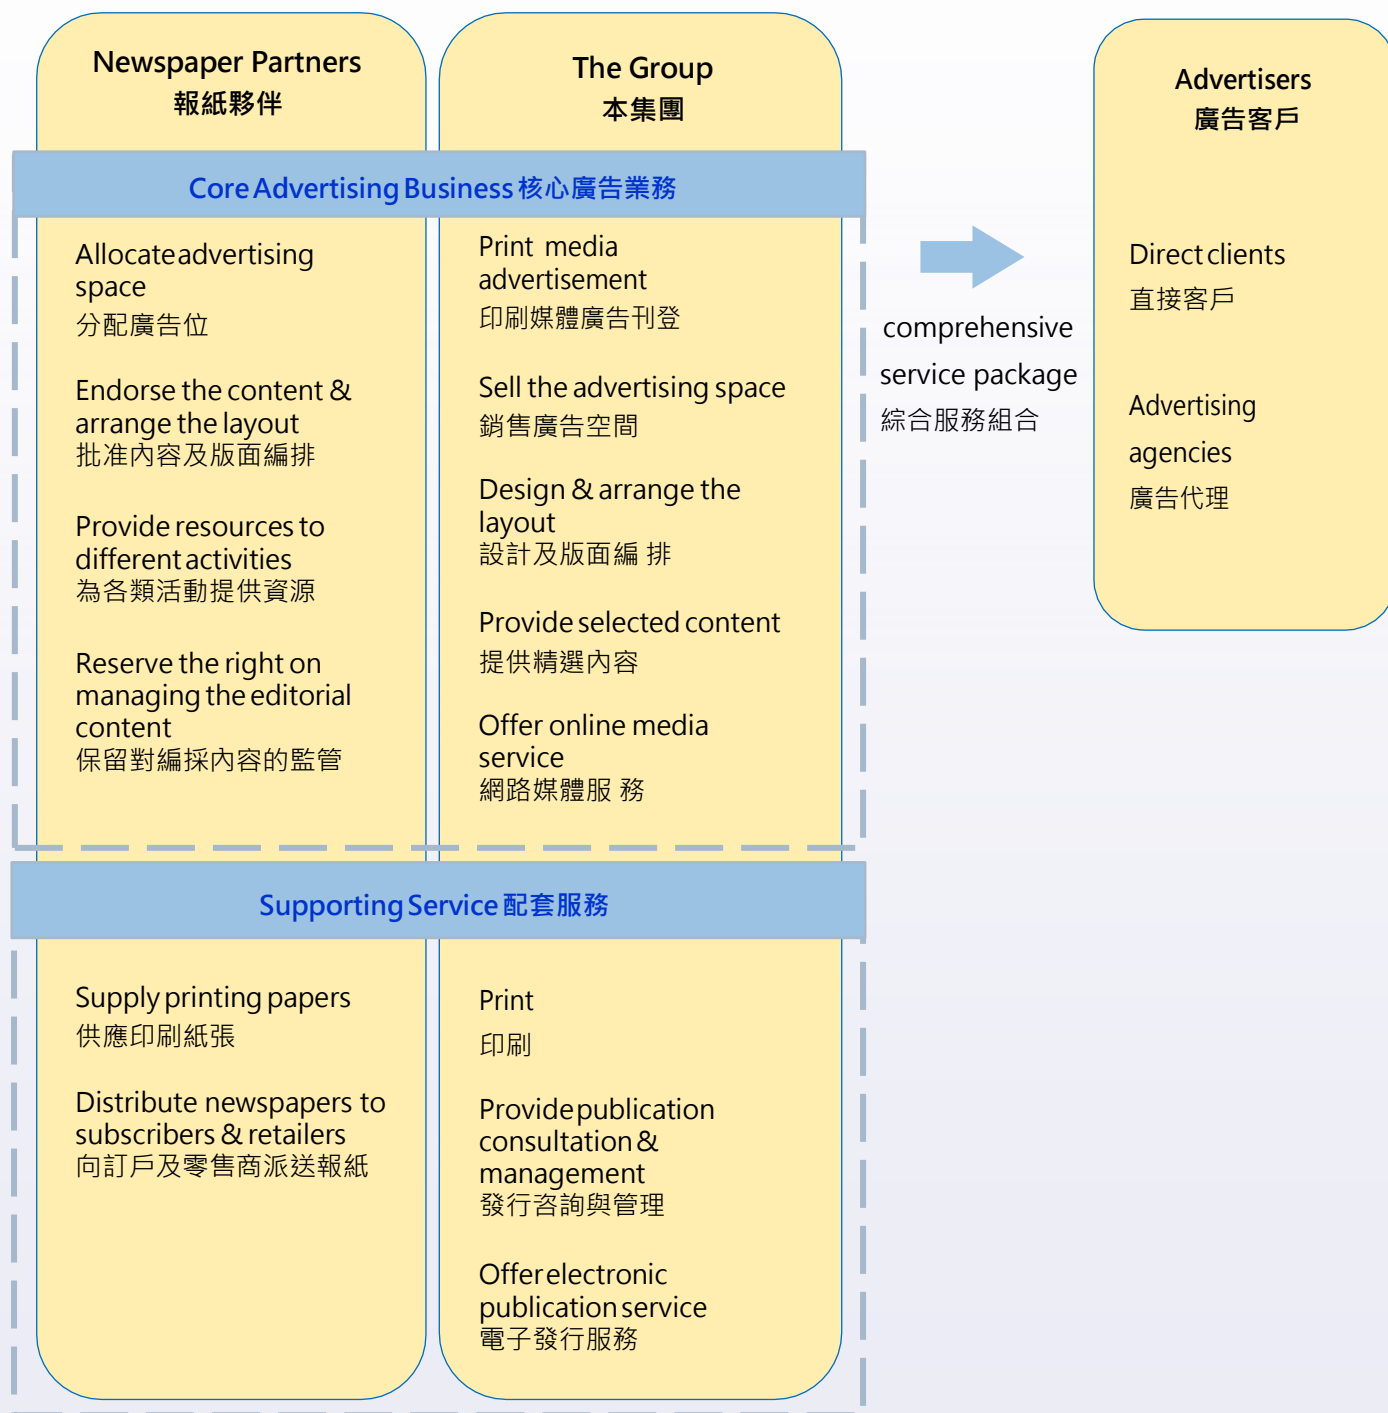 Newspaper Partners
報紙夥伴
The Group
本集團
Advertisers
廣告客戶
Core Advertising Business 核心廣告業務
Allocate advertising
space
分配廣告位
Endorse the content &
arrange the layout
批准內容及版面編排
Provide resources to
different activities
為各類活動提供資源
Reserve the right on
managing the editorial
content
保留對編採內容的監管
Print media
advertisement
印刷媒體廣告刊登
Sell the advertising space
銷售廣告空間
Design & arrange the
layout
設計及版面編 排
Provide selected content
提供精選內容
Offer online media
service
網路媒體服 務
comprehensive
service package
綜合服務組合
Direct clients
直接客戶
Advertising
agencies
廣告代理
Supporting Service 配套服務
Supply printing papers
供應印刷紙張
Distribute newspapers to
subscribers & retailers
向訂戶及零售商派送報紙
Print
印刷
Provide publication
consultation &
management
發行咨詢與管理
Offer electronic
publication service
電子發行服務